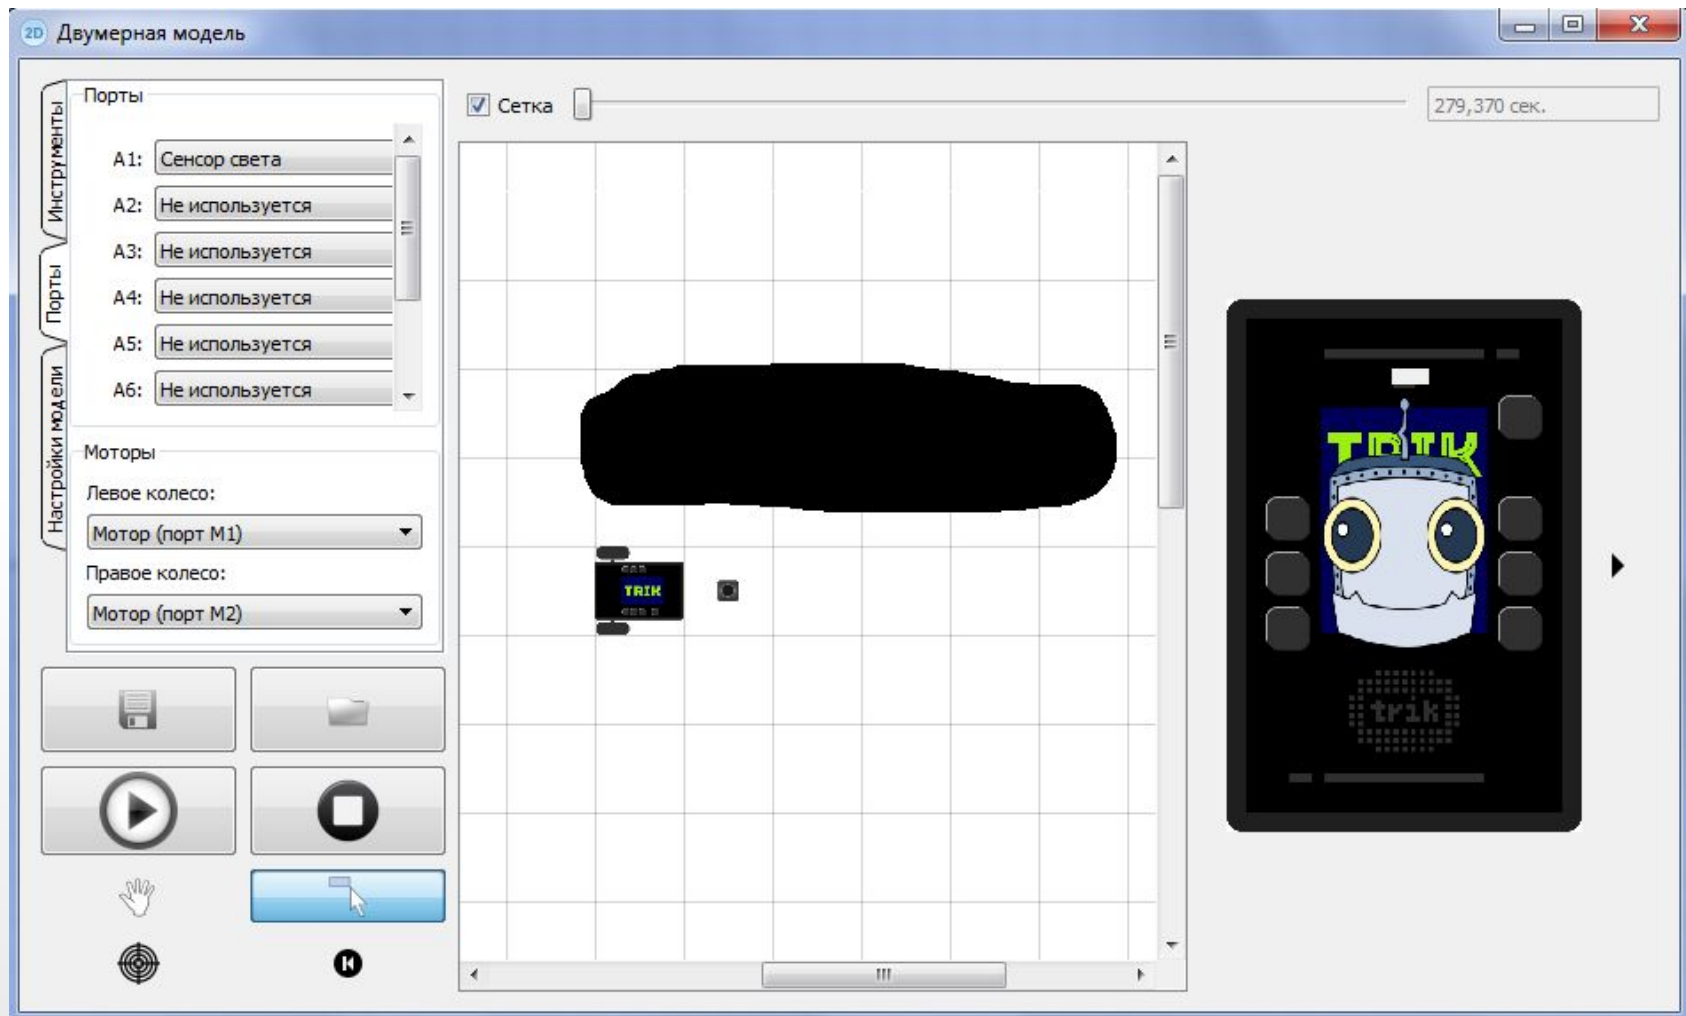 2D Двумерная модель
Инструменты
Порты
Настройки модели
Порты
A1: Сенсор света
A2: Не используется
A3: Не используется
A4: Не используется
A5: Не используется
A6: Не используется
Моторы
Левое колесо:
Мотор (порт M1)
Правое колесо:
Мотор (порт M2)
Сетка
279,370 сек.
TRIK
TRIK
trik